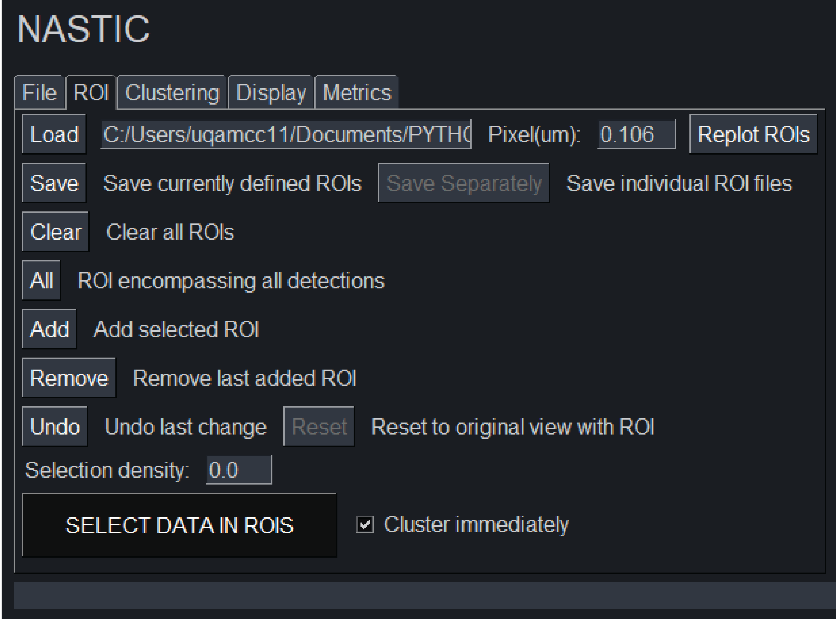 NASTIC
File ROI Clustering Display Metrics
Load C:/Users/uqamcc11/Documents/PYTHO Pixel(um): 0.106 Replot ROIs
Save Save currently defined ROIs Save Separately Save individual ROI files
Clear Clear all ROIs
All ROI encompassing all detections
Add Add selected ROI
Remove Remove last added ROI
Undo Undo last change Reset Reset to original view with ROI
Selection density: 0.0
SELECT DATA IN ROIS Cluster immediately